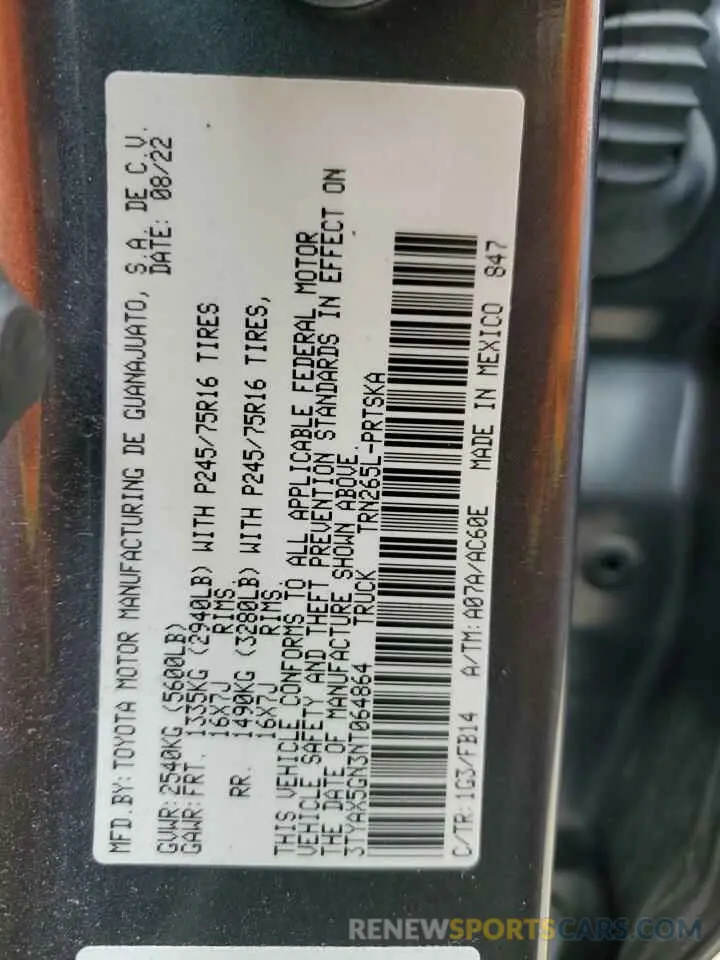 MFD.BY:TOYOTA MOTOR MANUFACTURING DE GUANAJUATO, S.A. DE C.V.
DATE: 08/22
GVWR:2540KG (5600LB)
GAWR:FRT. 1335KG (2940LB) WITH P245/75R16 TIRES
16X7J RIMS.
RR. 1490KG (3280LB) WITH P245/75R16 TIRES,
16X7J RIMS.
THIS VEHICLE CONFORMS TO ALL APPLICABLE FEDERAL MOTOR
VEHICLE SAFETY AND THEFT PREVENTION STANDARDS IN EFFECT ON
THE DATE OF MANUFACTURE SHOWN ABOVE.
3TYAX5GN3NT064864 TRUCK TRN265L-PRTSKA
C/TR:1G3/FB14 A/TM:A07A/AC60E MADE IN MEXICO 847
RENEWSPORTSCARS.COM